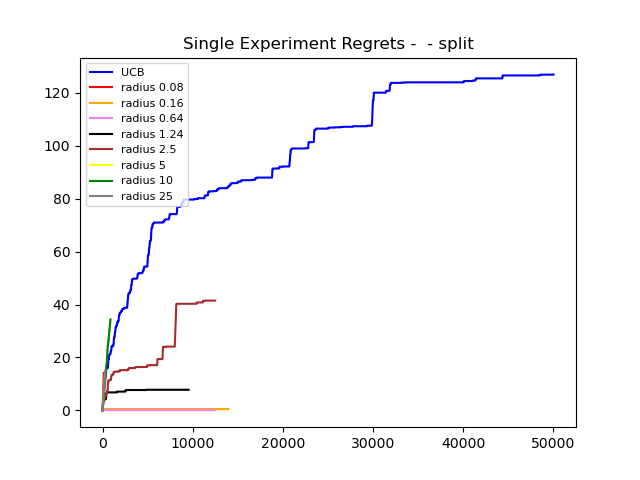 Single Experiment Regrets -  - split
UCB
radius 0.08
radius 0.16
radius 0.64
radius 1.24
radius 2.5
radius 5
radius 10
radius 25
120
100
80
60
40
20
0
0 10000 20000 30000 40000 50000